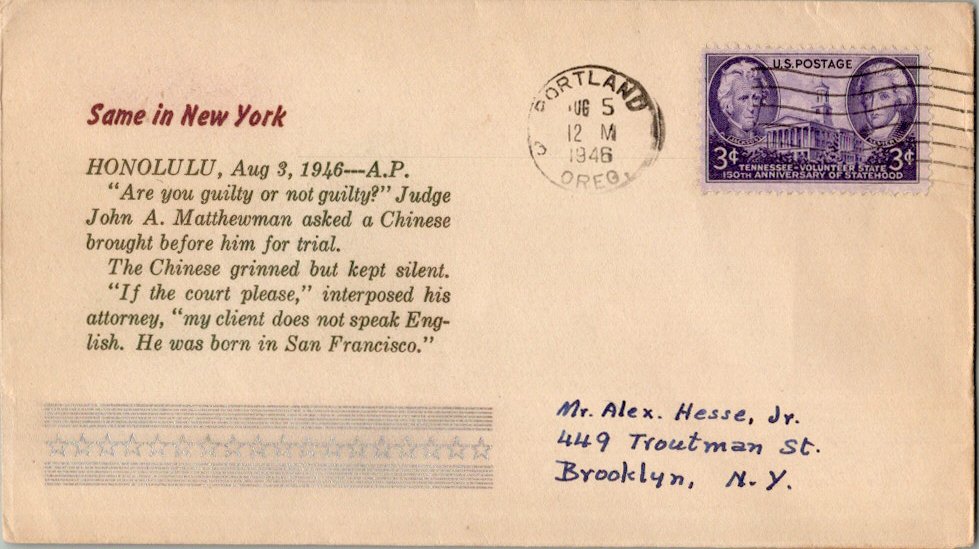 Same in New York
HONOLULU, Aug 3, 1946---A.P.
"Are you guilty or not guilty?" Judge
John A. Matthewman asked a Chinese
brought before him for trial.
The Chinese grinned but kept silent.
"If the court please," interposed his
attorney, "my client does not speak Eng-
lish. He was born in San Francisco."
PORTLAND
AUG 5
12 M
1946
OREG.
U.S. POSTAGE
3¢ 3¢
TENNESSEE-VOLUNTEER STATE
150TH ANNIVERSARY OF STATEHOOD
Mr. Alex. Hesse, Jr.
449 Troutman St.
Brooklyn, N.Y.